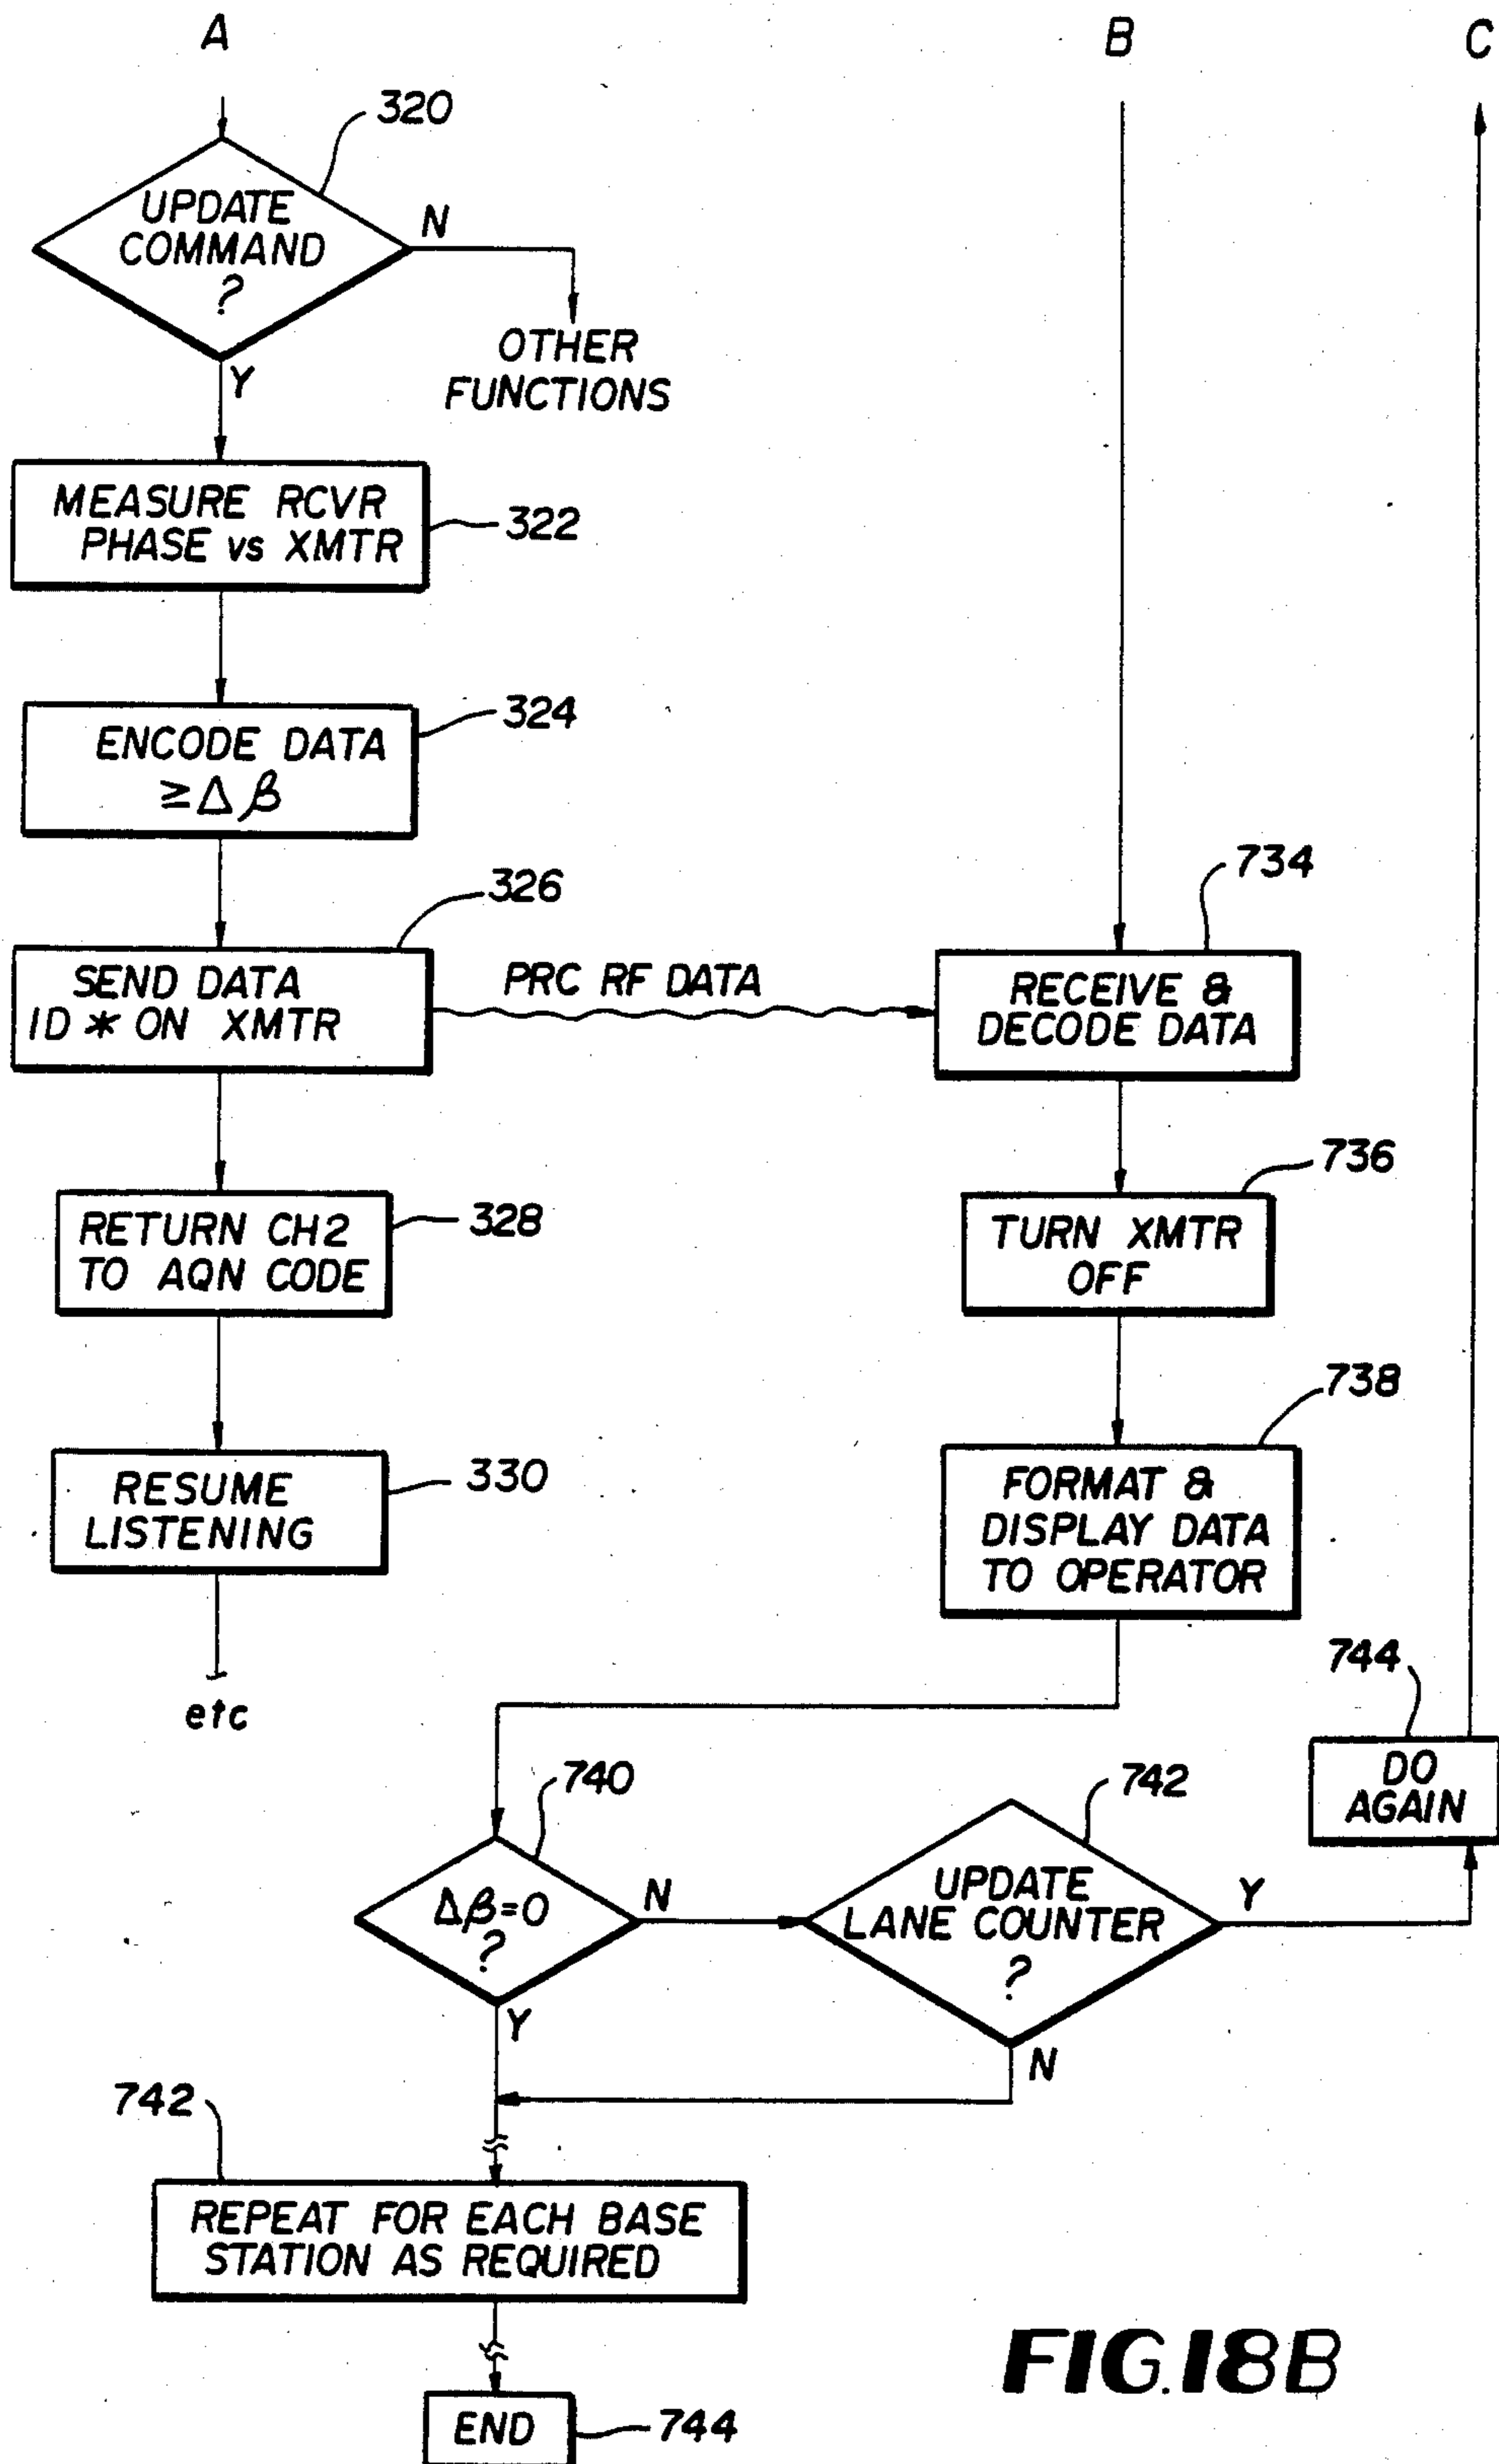 A
B
C
320
UPDATE
COMMAND
?
N
OTHER
FUNCTIONS
Y
MEASURE RCVR
PHASE vs XMTR
322
ENCODE DATA
≥ Δ β
324
326
SEND DATA
ID * ON XMTR
PRC RF DATA
734
RECEIVE &
DECODE DATA
RETURN CH2
TO AQN CODE
328
736
TURN XMTR
OFF
RESUME
LISTENING
330
etc
738
FORMAT &
DISPLAY DATA
TO OPERATOR
744
DO
AGAIN
740
Δβ=0
?
N
Y
742
UPDATE
LANE COUNTER
?
Y
N
742
REPEAT FOR EACH BASE
STATION AS REQUIRED
END
744
FIG.18B